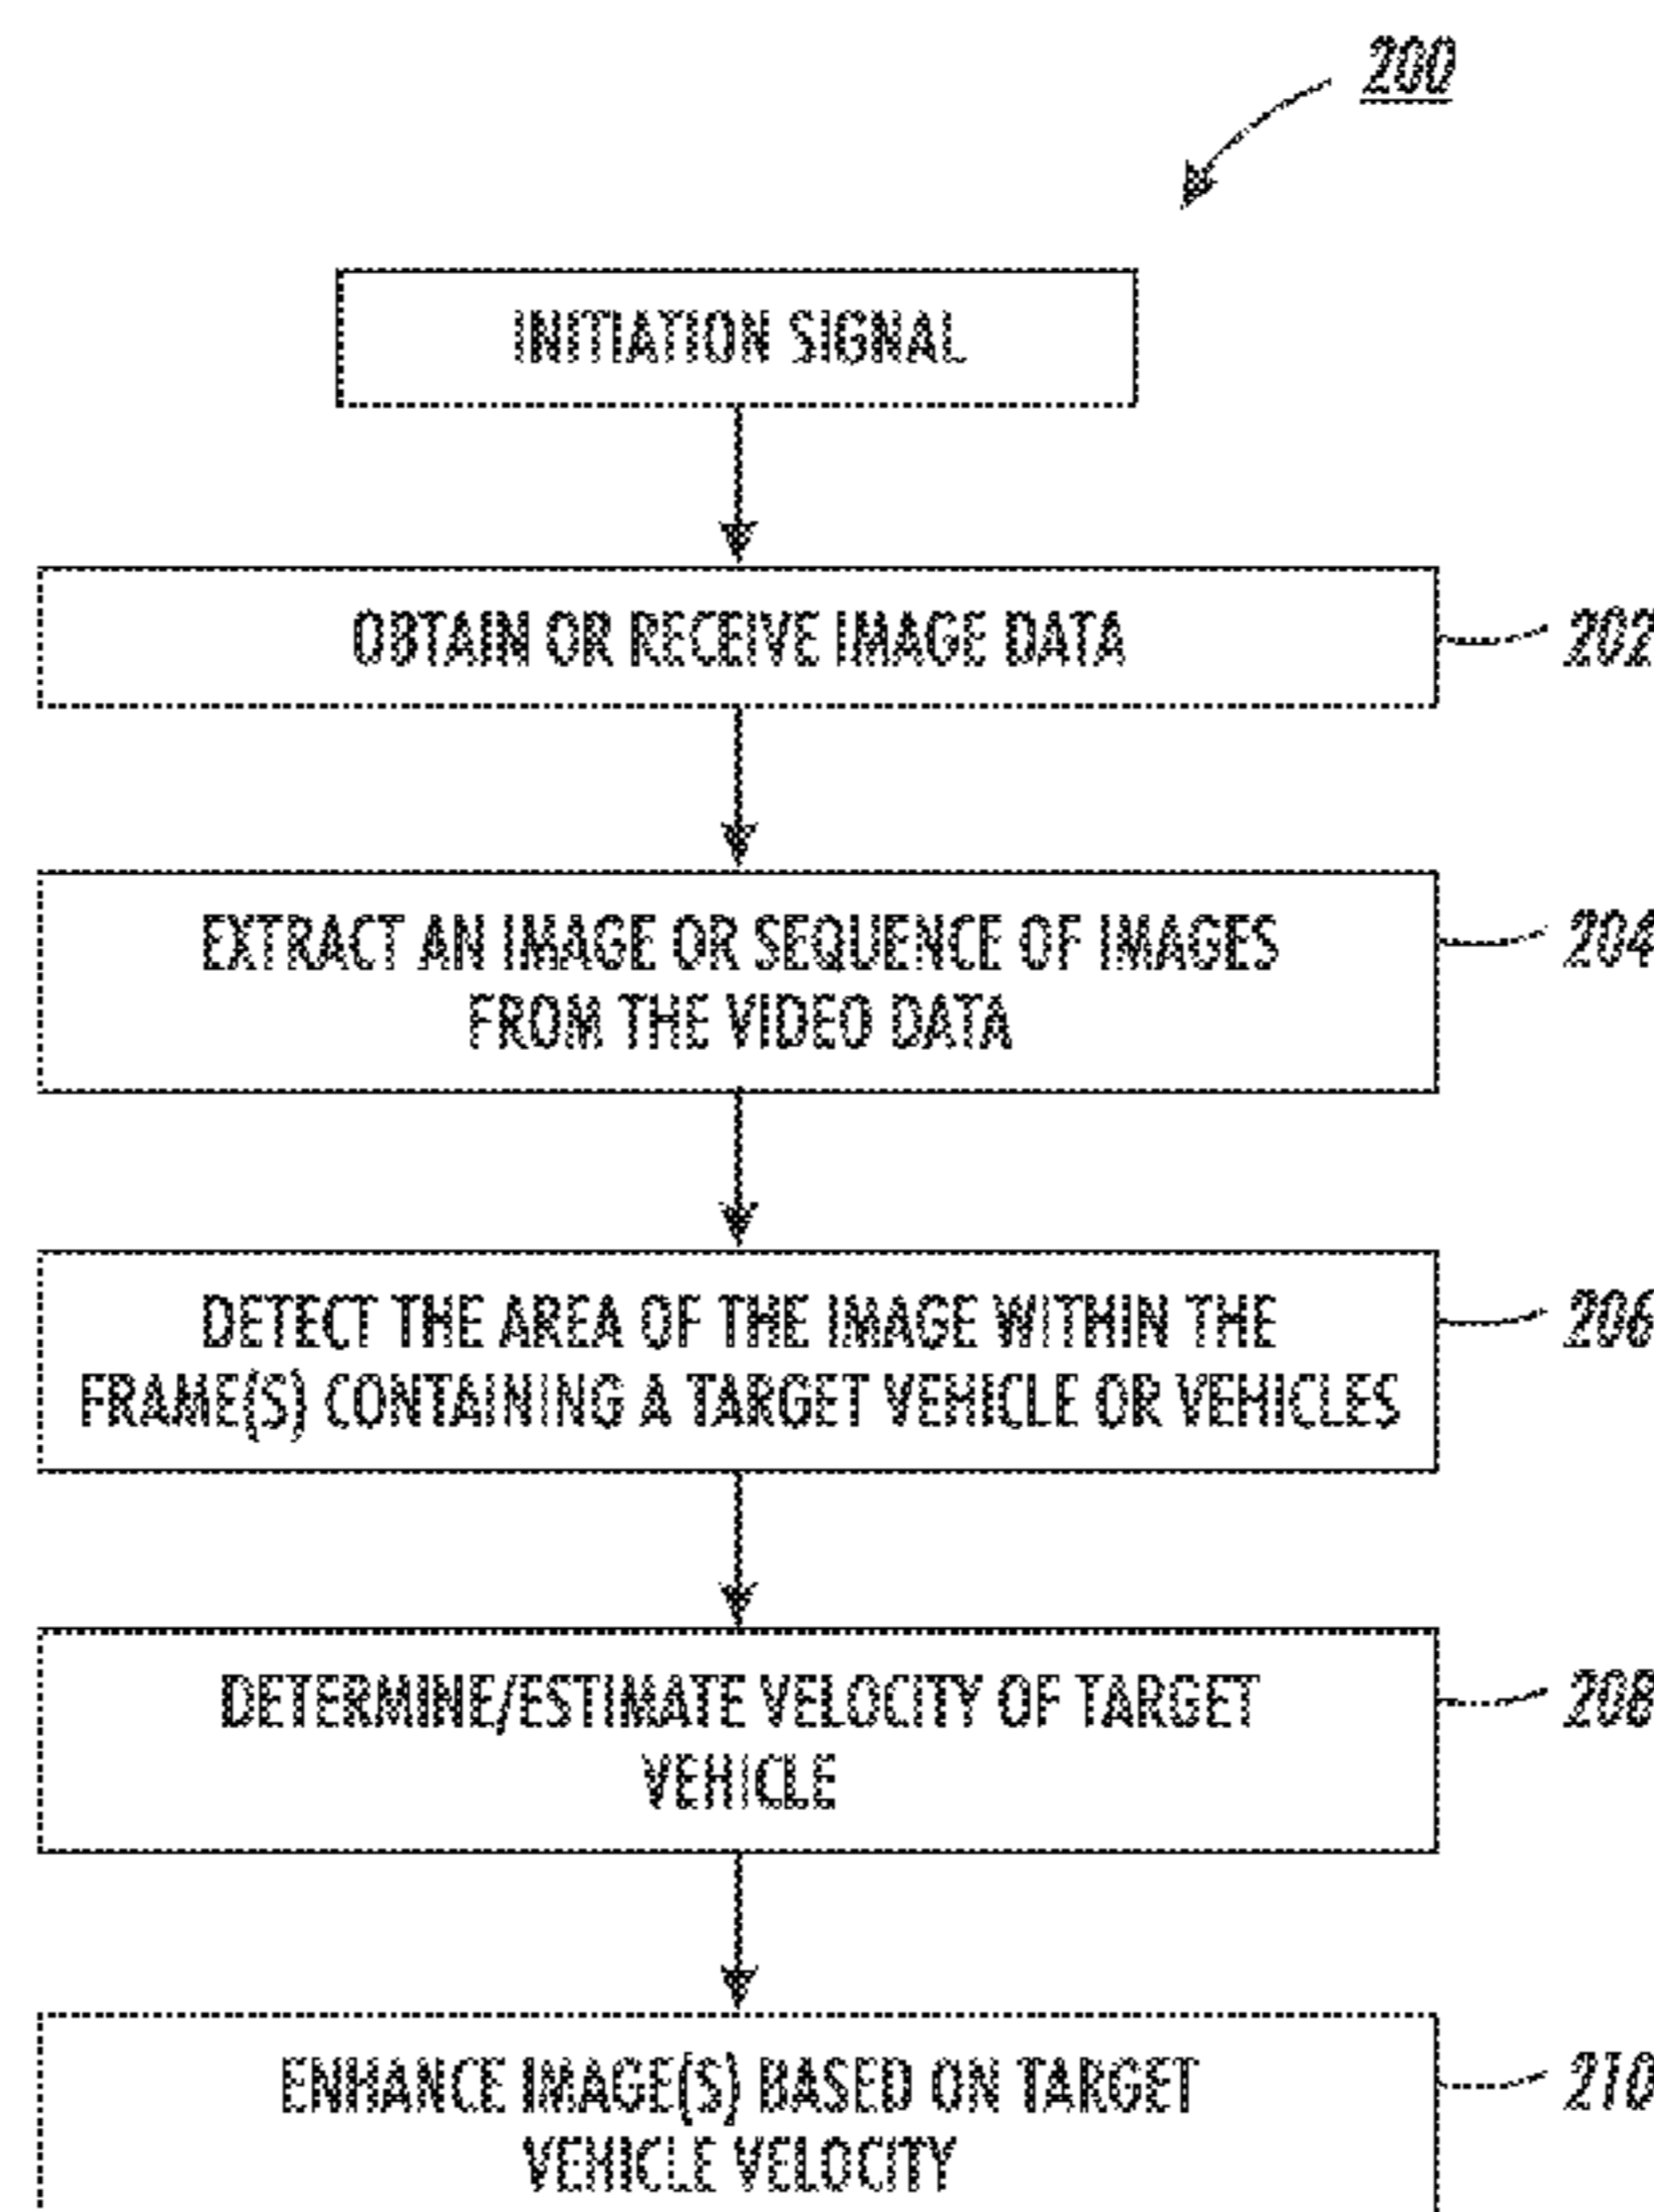 200
INITIATION SIGNAL
OBTAIN OR RECEIVE IMAGE DATA
202
EXTRACT AN IMAGE OR SEQUENCE OF IMAGES
204
FROM THE VIDEO DATA
DETECT THE AREA OF THE IMAGE WITHIN THE
206
FRAME(S) CONTAINING A TARGET VEHICLE OR VEHICLES
DETERMINE/ESTIMATE VELOCITY OF TARGET
208
VEHICLE
ENHANCE IMAGE(S) BASED ON TARGET
210
VEHICLE VELOCITY